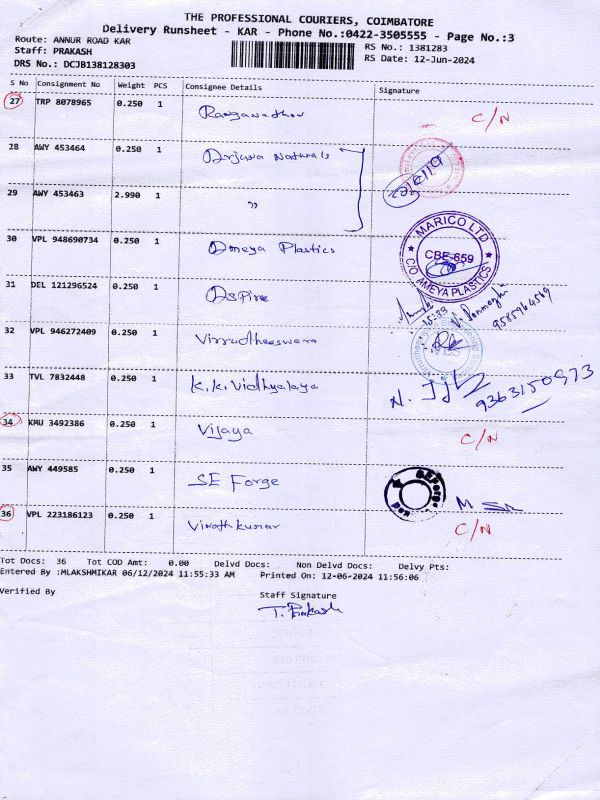 THE PROFESSIONAL COURIERS, COIMBATORE
Delivery Runsheet - KAR - Phone No.:0422-3505555 - Page No.:3
Route: ANNUR ROAD KAR
Staff: PRAKASH
RS No.: 1381283
DRS No.: DCJB138128303
RS Date: 12-Jun-2024
S No Consignment No Weight PCS Consignee Details Signature
27 TRP 8078965 0.250 1 Ranganathan C/N
28 AWY 453464 0.250 1 Arjuna Naturals
29 AWY 453463 2.990 1 "
30 VPL 948690734 0.250 1 Ameya Plastics
MARICO LTD
CBE-659
C/O. AMEYA PLASTICS
31 DEL 121296524 0.250 1 Aspire
15:33
9585964569
32 VPL 946272409 0.250 1 Virrudheeswara
33 TVL 7832448 0.250 1 K.K. Vidhyalaya
9363150973
34 KMU 3492386 0.250 1 Vijaya C/N
35 AWY 449585 0.250 1 SE Forge
36 VPL 223186123 0.250 1 Virathkumar C/N
Tot Docs: 36 Tot COD Amt: 0.00 Delvd Docs: Non Delvd Docs: Delvy Pts:
Entered By :MLAKSHMIKAR 06/12/2024 11:55:33 AM Printed On: 12-06-2024 11:56:06
Verified By Staff Signature
T. Prakash